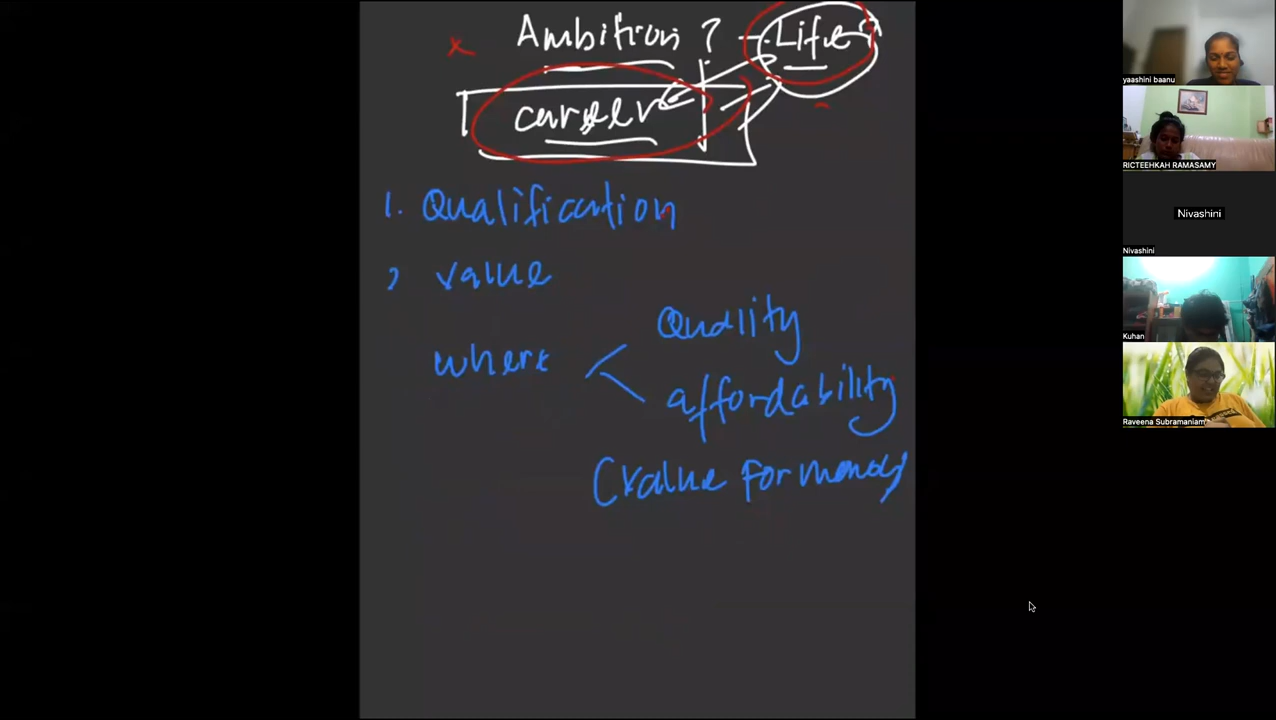 Ambition ? Life
career
1. Qualification
2 value
Quality
where
affordability
(value for money)
yaashini baanu
RICTEEHKAH RAMASAMY
Nivashini
Nivashini
Kuhan
Raveena Subramaniam